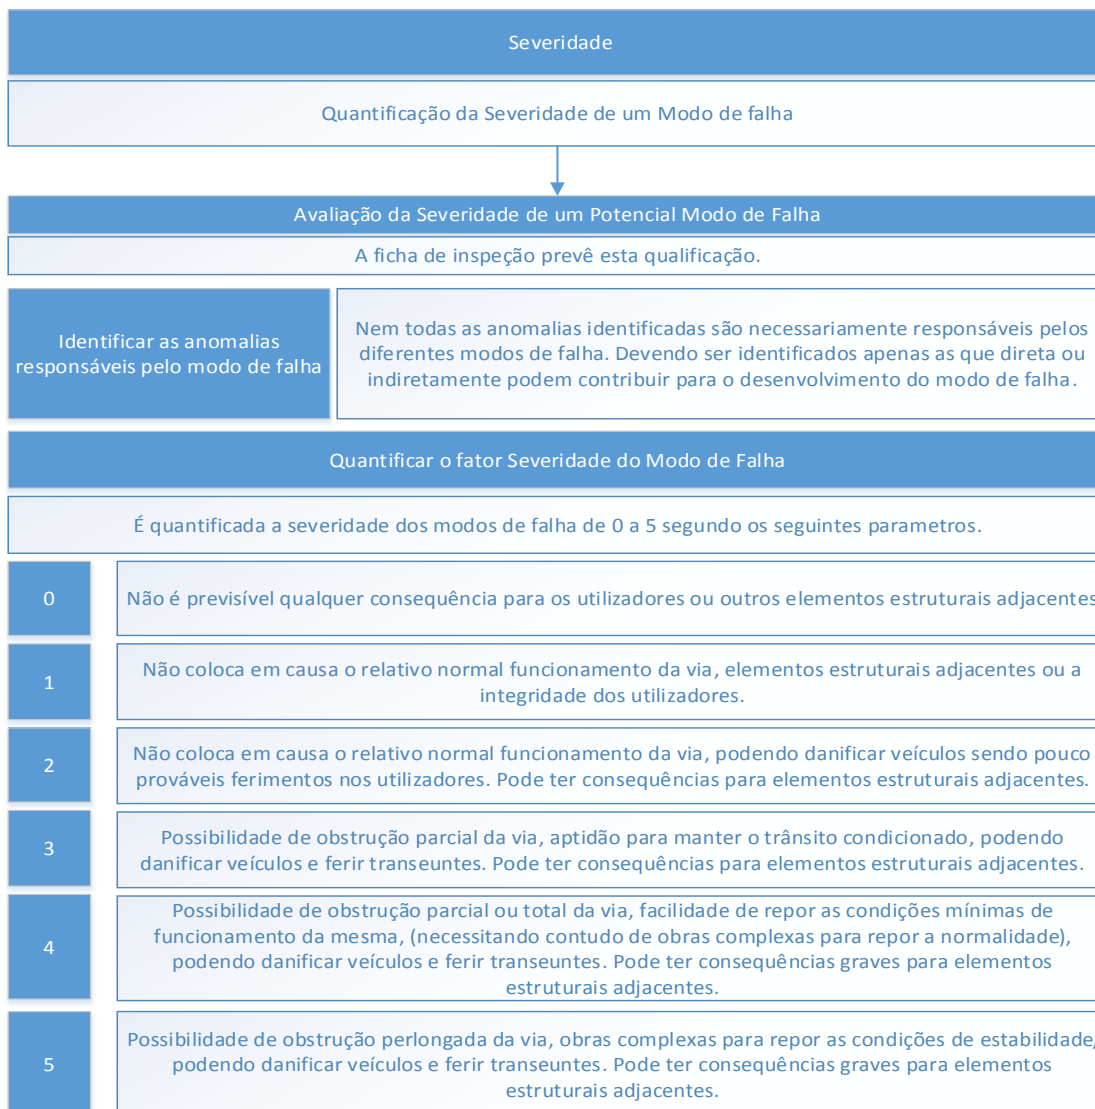 Severidade
Quantificação da Severidade de um Modo de falha
Avaliação da Severidade de um Potencial Modo de Falha
A ficha de inspeção prevê esta qualificação.
Identificar as anomalias
responsáveis pelo modo de falha
Nem todas as anomalias identificadas são necessariamente responsáveis pelos
diferentes modos de falha. Devendo ser identificados apenas as que direta ou
indiretamente podem contribuir para o desenvolvimento do modo de falha.
Quantificar o fator Severidade do Modo de Falha
É quantificada a severidade dos modos de falha de 0 a 5 segundo os seguintes parametros.
0
Não é previsível qualquer consequência para os utilizadores ou outros elementos estruturais adjacentes
1
Não coloca em causa o relativo normal funcionamento da via, elementos estruturais adjacentes ou a
integridade dos utilizadores.
2
Não coloca em causa o relativo normal funcionamento da via, podendo danificar veículos sendo pouco
prováveis ferimentos nos utilizadores. Pode ter consequências para elementos estruturais adjacentes.
3
Possibilidade de obstrução parcial da via, aptidão para manter o trânsito condicionado, podendo
danificar veículos e ferir transeuntes. Pode ter consequências para elementos estruturais adjacentes.
4
Possibilidade de obstrução parcial ou total da via, facilidade de repor as condições mínimas de
funcionamento da mesma, (necessitando contudo de obras complexas para repor a normalidade),
podendo danificar veículos e ferir transeuntes. Pode ter consequências graves para elementos
estruturais adjacentes.
5
Possibilidade de obstrução perlongada da via, obras complexas para repor as condições de estabilidade,
podendo danificar veículos e ferir transeuntes. Pode ter consequências graves para elementos
estruturais adjacentes.